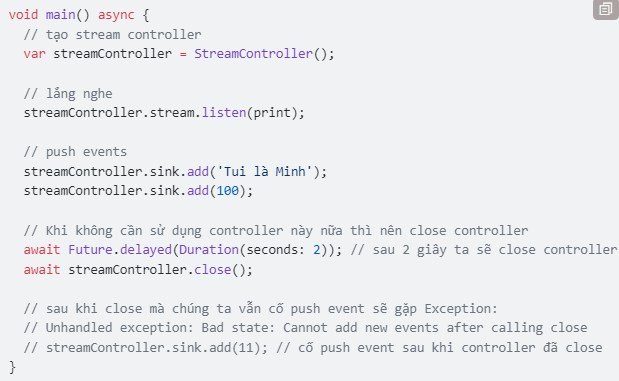 void main() async {
  // tạo stream controller
  var streamController = StreamController();

  // lắng nghe
  streamController.stream.listen(print);

  // push events
  streamController.sink.add('Tui là Minh');
  streamController.sink.add(100);

  // Khi không cần sử dụng controller này nữa thì nên close controller
  await Future.delayed(Duration(seconds: 2)); // sau 2 giây ta sẽ close controller
  await streamController.close();

  // sau khi close mà chúng ta vẫn cố push event sẽ gặp Exception:
  // Unhandled exception: Bad state: Cannot add new events after calling close
  // streamController.sink.add(11); // cố push event sau khi controller đã close
}